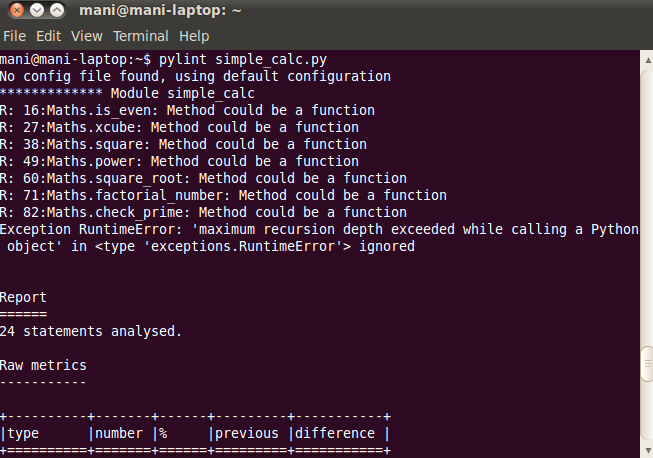 mani@mani-laptop: ~
File Edit View Terminal Help
mani@mani-laptop:~$ pylint simple_calc.py
No config file found, using default configuration
************* Module simple_calc
R: 16:Maths.is_even: Method could be a function
R: 27:Maths.xcube: Method could be a function
R: 38:Maths.square: Method could be a function
R: 49:Maths.power: Method could be a function
R: 60:Maths.square_root: Method could be a function
R: 71:Maths.factorial_number: Method could be a function
R: 82:Maths.check_prime: Method could be a function
Exception RuntimeError: 'maximum recursion depth exceeded while calling a Python
 object' in <type 'exceptions.RuntimeError'> ignored
Report
======
24 statements analysed.
Raw metrics
-----------
+----------+-------+------+---------+-----------+
|type      |number |%     |previous |difference |
+==========+=======+======+=========+===========+